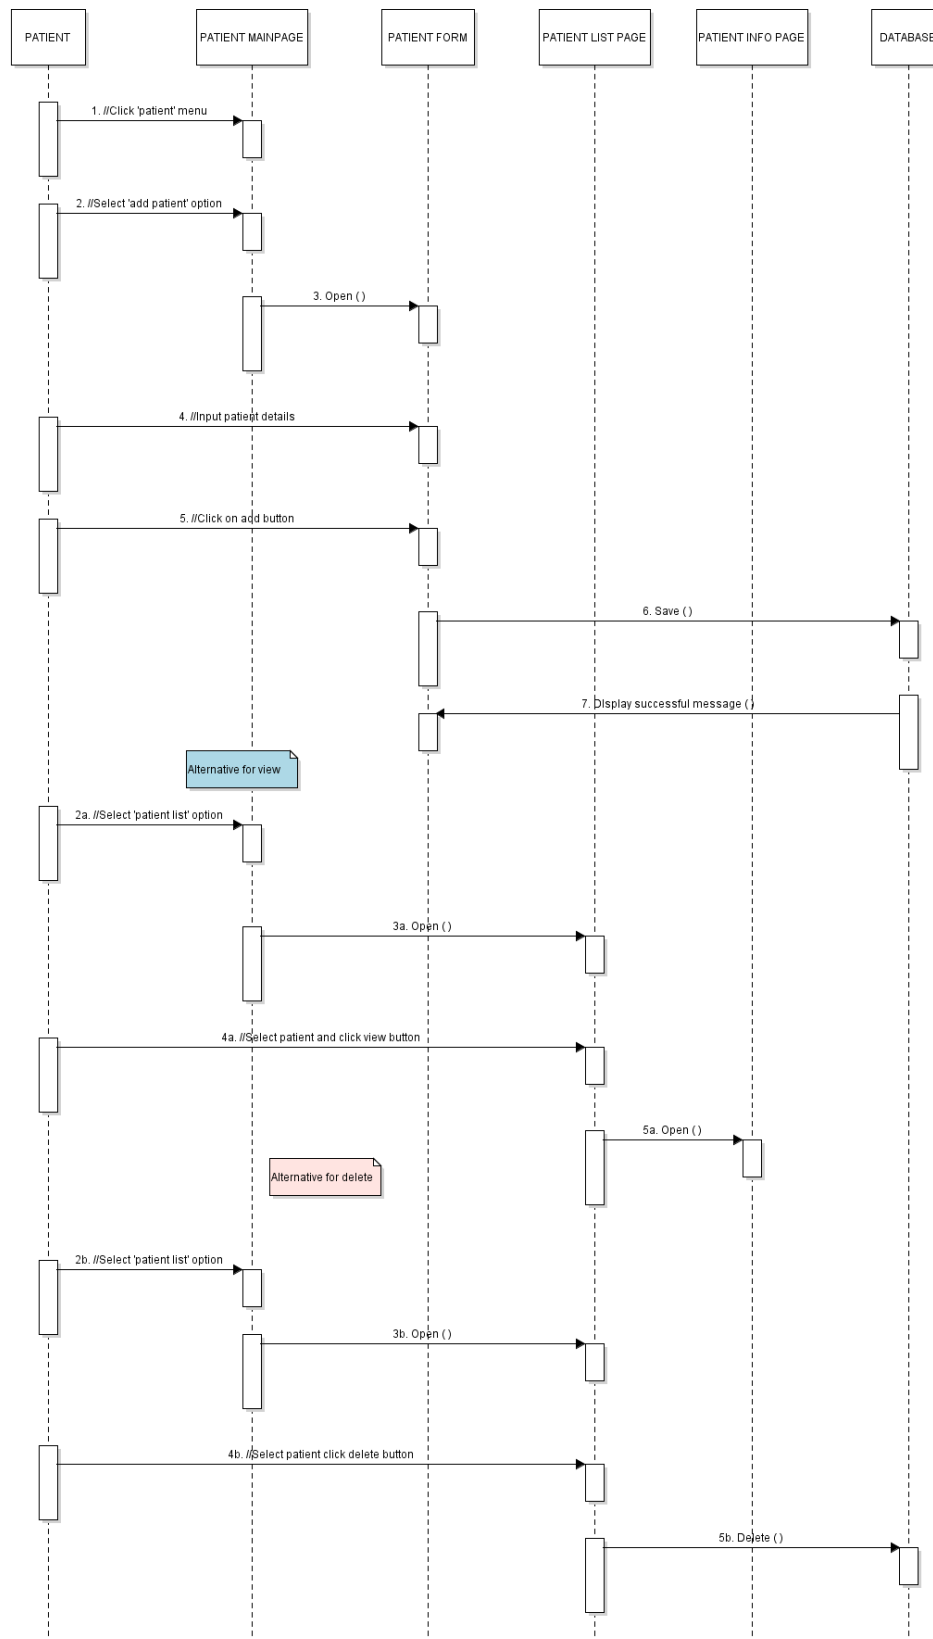 PATIENT
PATIENT MAINPAGE
PATIENT FORM
PATIENT LIST PAGE
PATIENT INFO PAGE
DATABASE
1. //Click 'patient' menu
2. //Select 'add patient' option
3. Open ( )
4. //Input patient details
5. //Click on add button
6. Save ( )
7. DIsplay successful message ( )
Alternative for view
2a. //Select 'patient list' option
3a. Open ( )
4a. //Select patient and click view button
5a. Open ( )
Alternative for delete
2b. //Select 'patient list' option
3b. Open ( )
4b. //Select patient click delete button
5b. Delete ( )